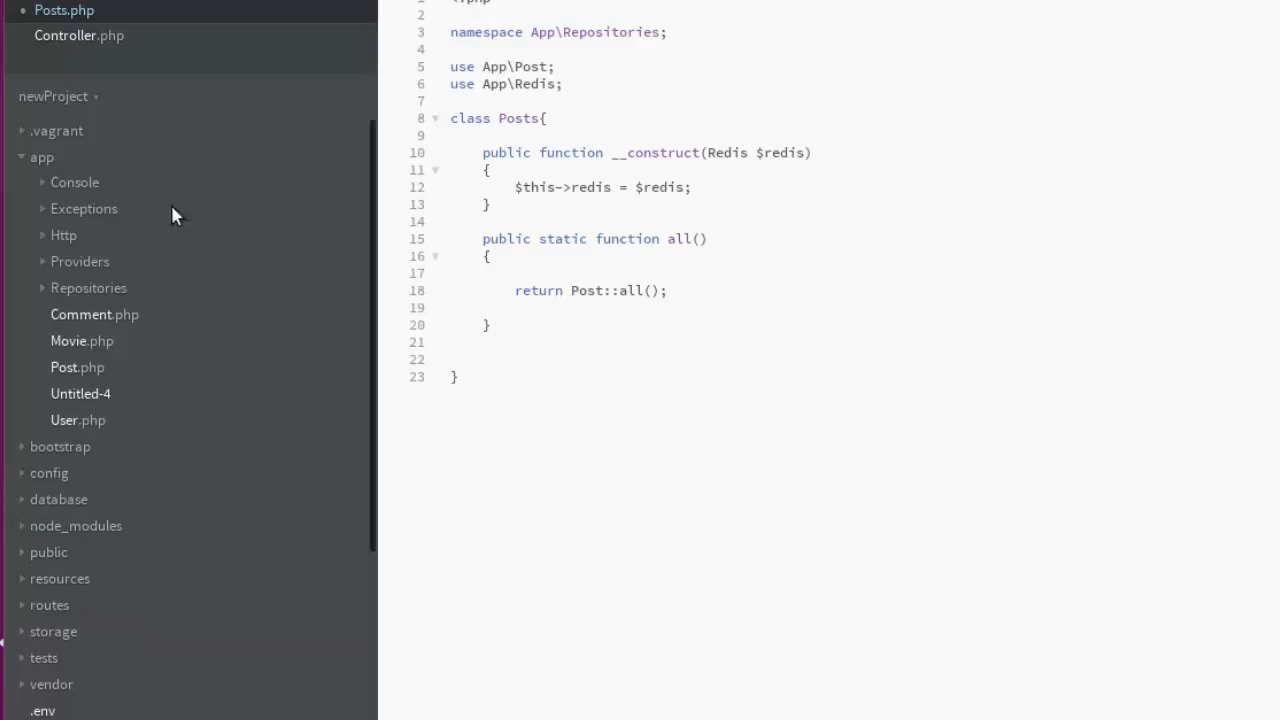 Posts.php
Controller.php
newProject
.vagrant
app
Console
Exceptions
Http
Providers
Repositories
Comment.php
Movie.php
Post.php
Untitled-4
User.php
bootstrap
config
database
node_modules
public
resources
routes
storage
tests
vendor
.env
1 <?php
2
3 namespace App\Repositories;
4
5 use App\Post;
6 use App\Redis;
7
8 class Posts{
9
10 public function __construct(Redis $redis)
11 {
12 $this->redis = $redis;
13 }
14
15 public static function all()
16 {
17
18 return Post::all();
19
20 }
21
22
23 }